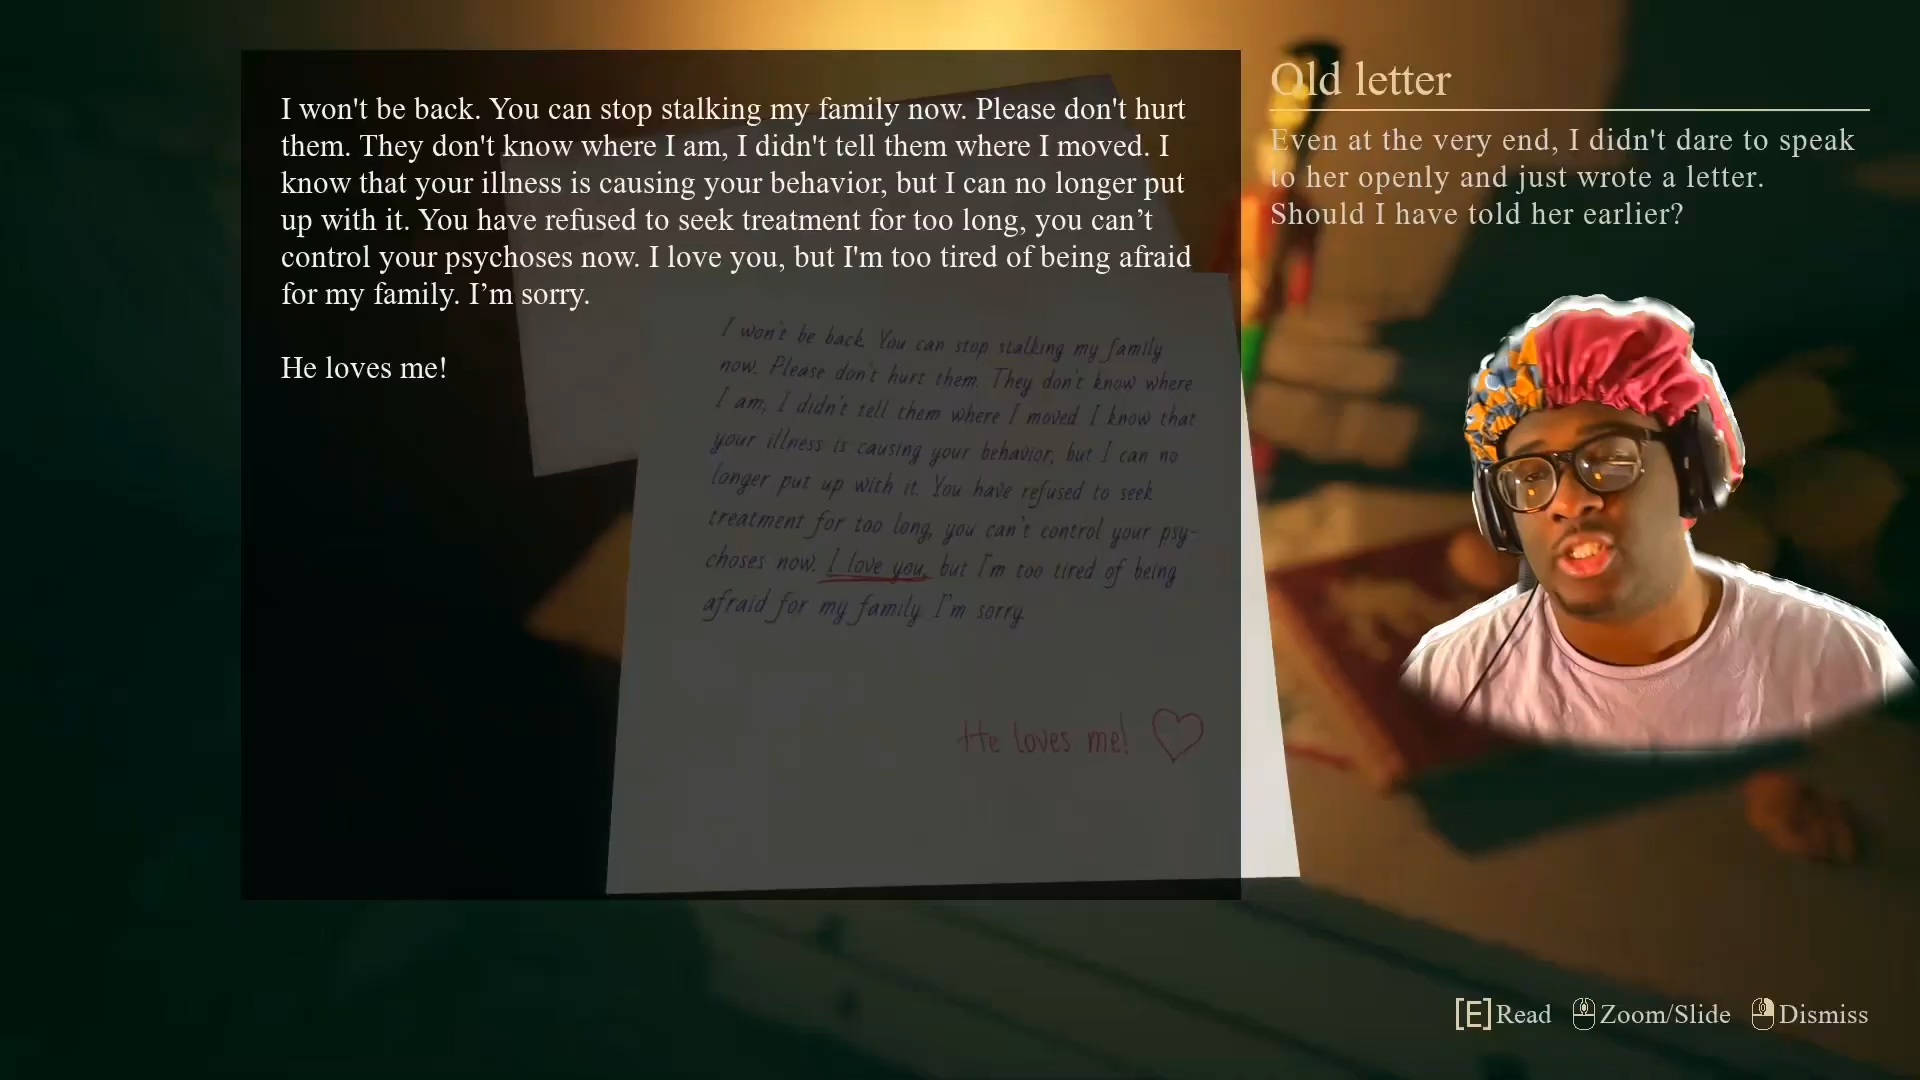 I won't be back. You can stop stalking my family now. Please don't hurt
them. They don't know where I am, I didn't tell them where I moved. I
know that your illness is causing your behavior, but I can no longer put
up with it. You have refused to seek treatment for too long, you can’t
control your psychoses now. I love you, but I'm too tired of being afraid
for my family. I’m sorry.
He loves me!
I won't be back. You can stop stalking my family
now. Please don't hurt them. They don't know where
I am, I didn't tell them where I moved. I know that
your illness is causing your behavior, but I can no
longer put up with it. You have refused to seek
treatment for too long, you can't control your psy-
choses now. I love you, but I'm too tired of being
afraid for my family. I'm sorry.
He loves me!
Old letter
Even at the very end, I didn't dare to speak
to her openly and just wrote a letter.
Should I have told her earlier?
[E] Read Zoom/Slide Dismiss